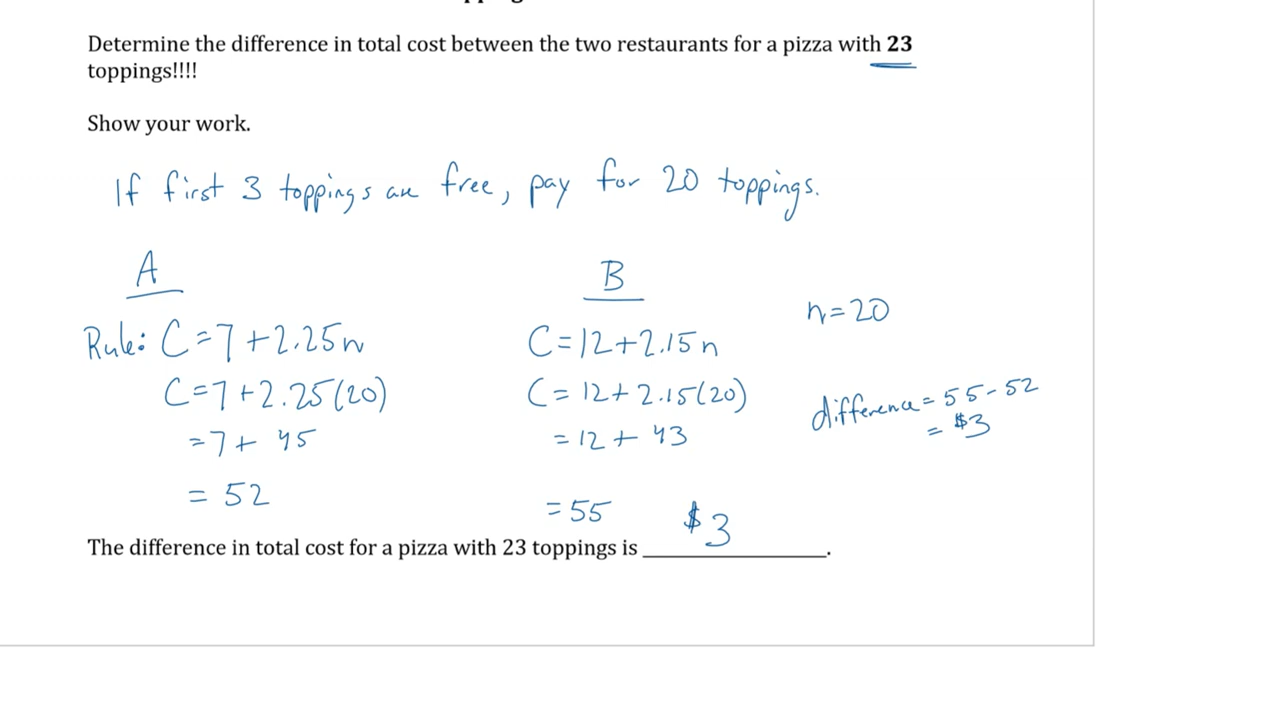 Determine the difference in total cost between the two restaurants for a pizza with 23
toppings!!!!
Show your work.
If first 3 toppings are free, pay for 20 toppings.
A
B
n=20
Rule: C=7+2.25n
C=12+2.15n
C=7+2.25(20)
C=12+2.15(20)
difference=55-52
=7+45
=12+43
=$3
=52
=55
$3
The difference in total cost for a pizza with 23 toppings is ________________.